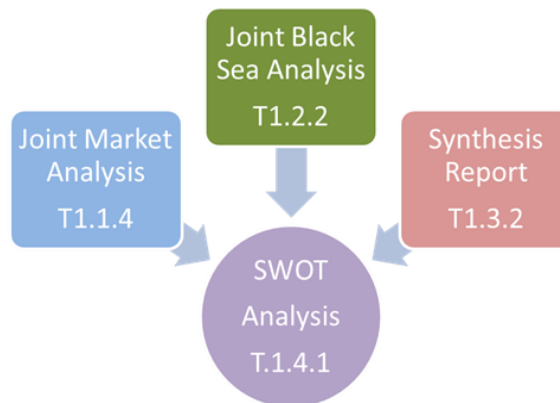 Joint Black
Sea Analysis
T1.2.2
Joint Market
Analysis
T1.1.4
Synthesis
Report
T1.3.2
SWOT
Analysis
T.1.4.1